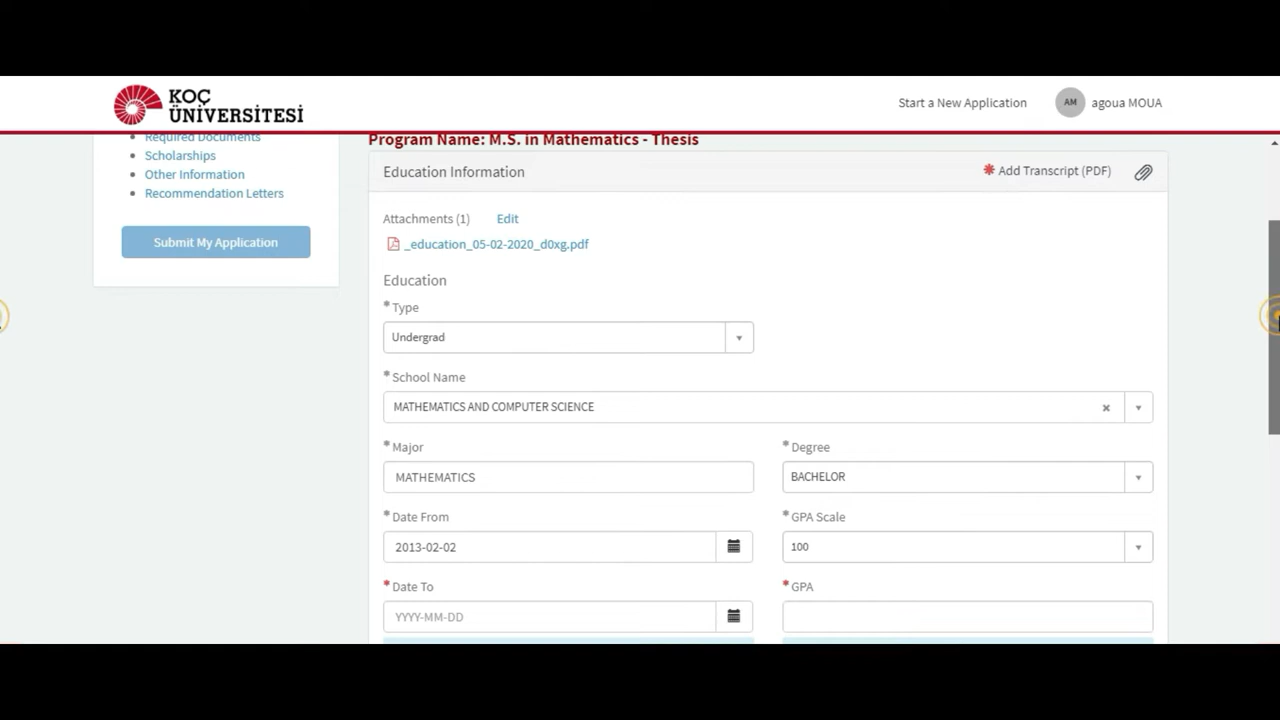 KOÇ
ÜNİVERSİTESİ
Start a New Application
AM
agoua MOUA
Required Documents
Scholarships
Other Information
Recommendation Letters
Submit My Application
Program Name: M.S. in Mathematics - Thesis
Education Information
* Add Transcript (PDF)
Attachments (1) Edit
_education_05-02-2020_d0xg.pdf
Education
* Type
Undergrad
* School Name
MATHEMATICS AND COMPUTER SCIENCE
* Major
* Degree
MATHEMATICS
BACHELOR
* Date From
* GPA Scale
2013-02-02
100
* Date To
* GPA
YYYY-MM-DD